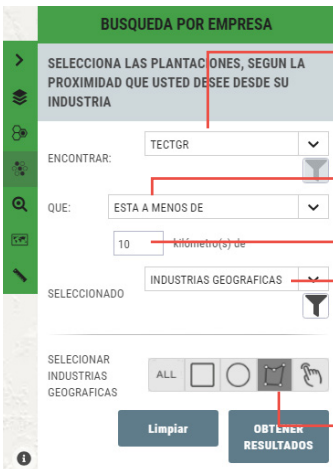 BUSQUEDA POR EMPRESA
SELECCIONA LAS PLANTACIONES, SEGUN LA
PROXIMIDAD QUE USTED DESEE DESDE SU
INDUSTRIA
ENCONTRAR:
TECTGR
QUE:
ESTA A MENOS DE
10 kilómetro(s) de
INDUSTRIAS GEOGRAFICAS
SELECCIONADO
SELECIONAR
INDUSTRIAS
GEOGRAFICAS
ALL
Limpiar
OBTENER
RESULTADOS